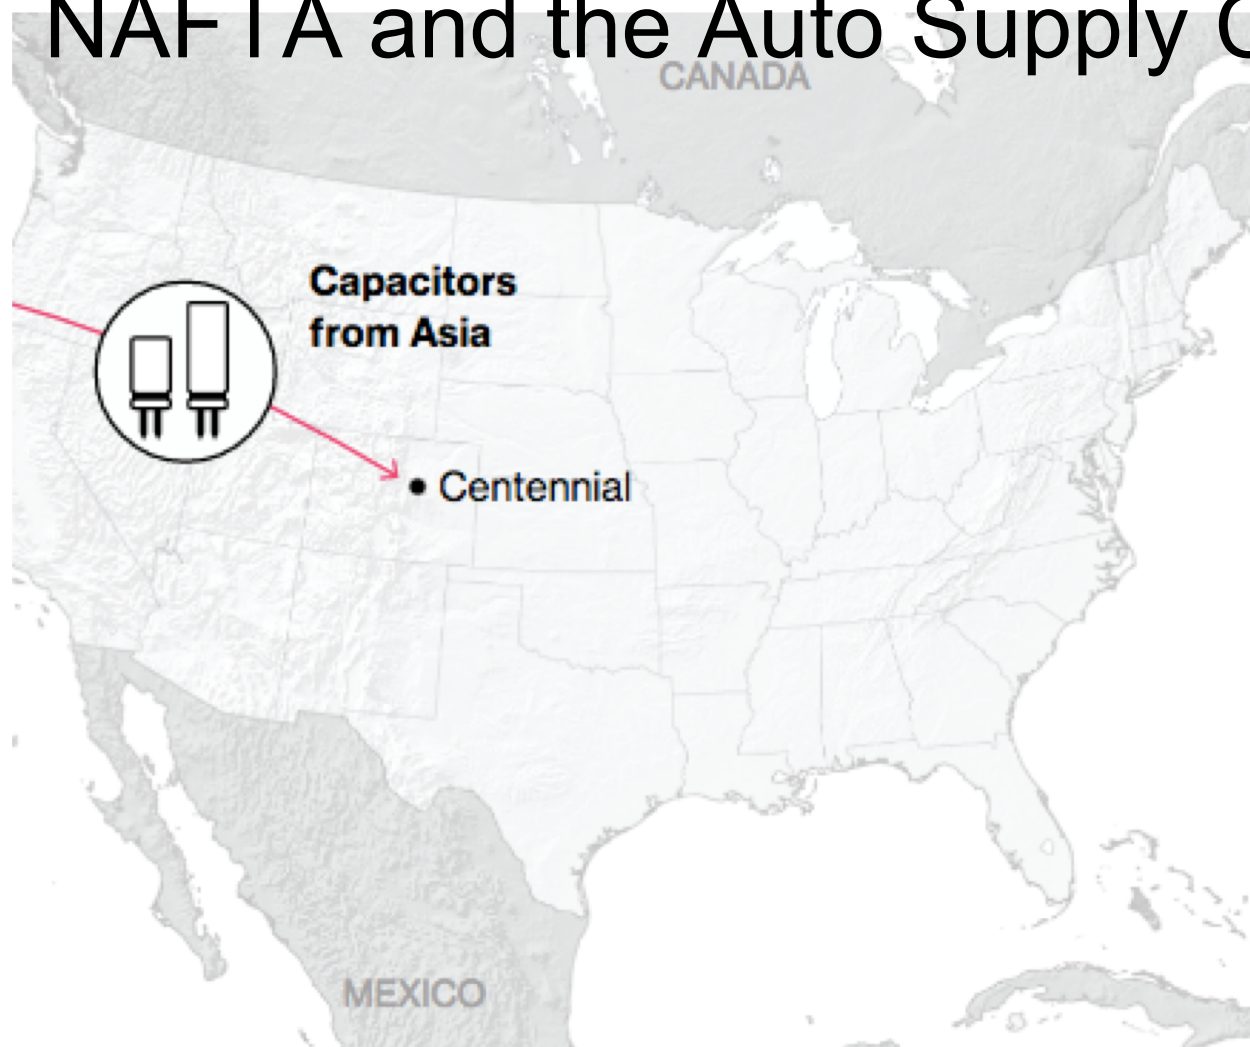 NAFTA and the Auto Supply C
CANADA
Capacitors
from Asia
Centennial
MEXICO